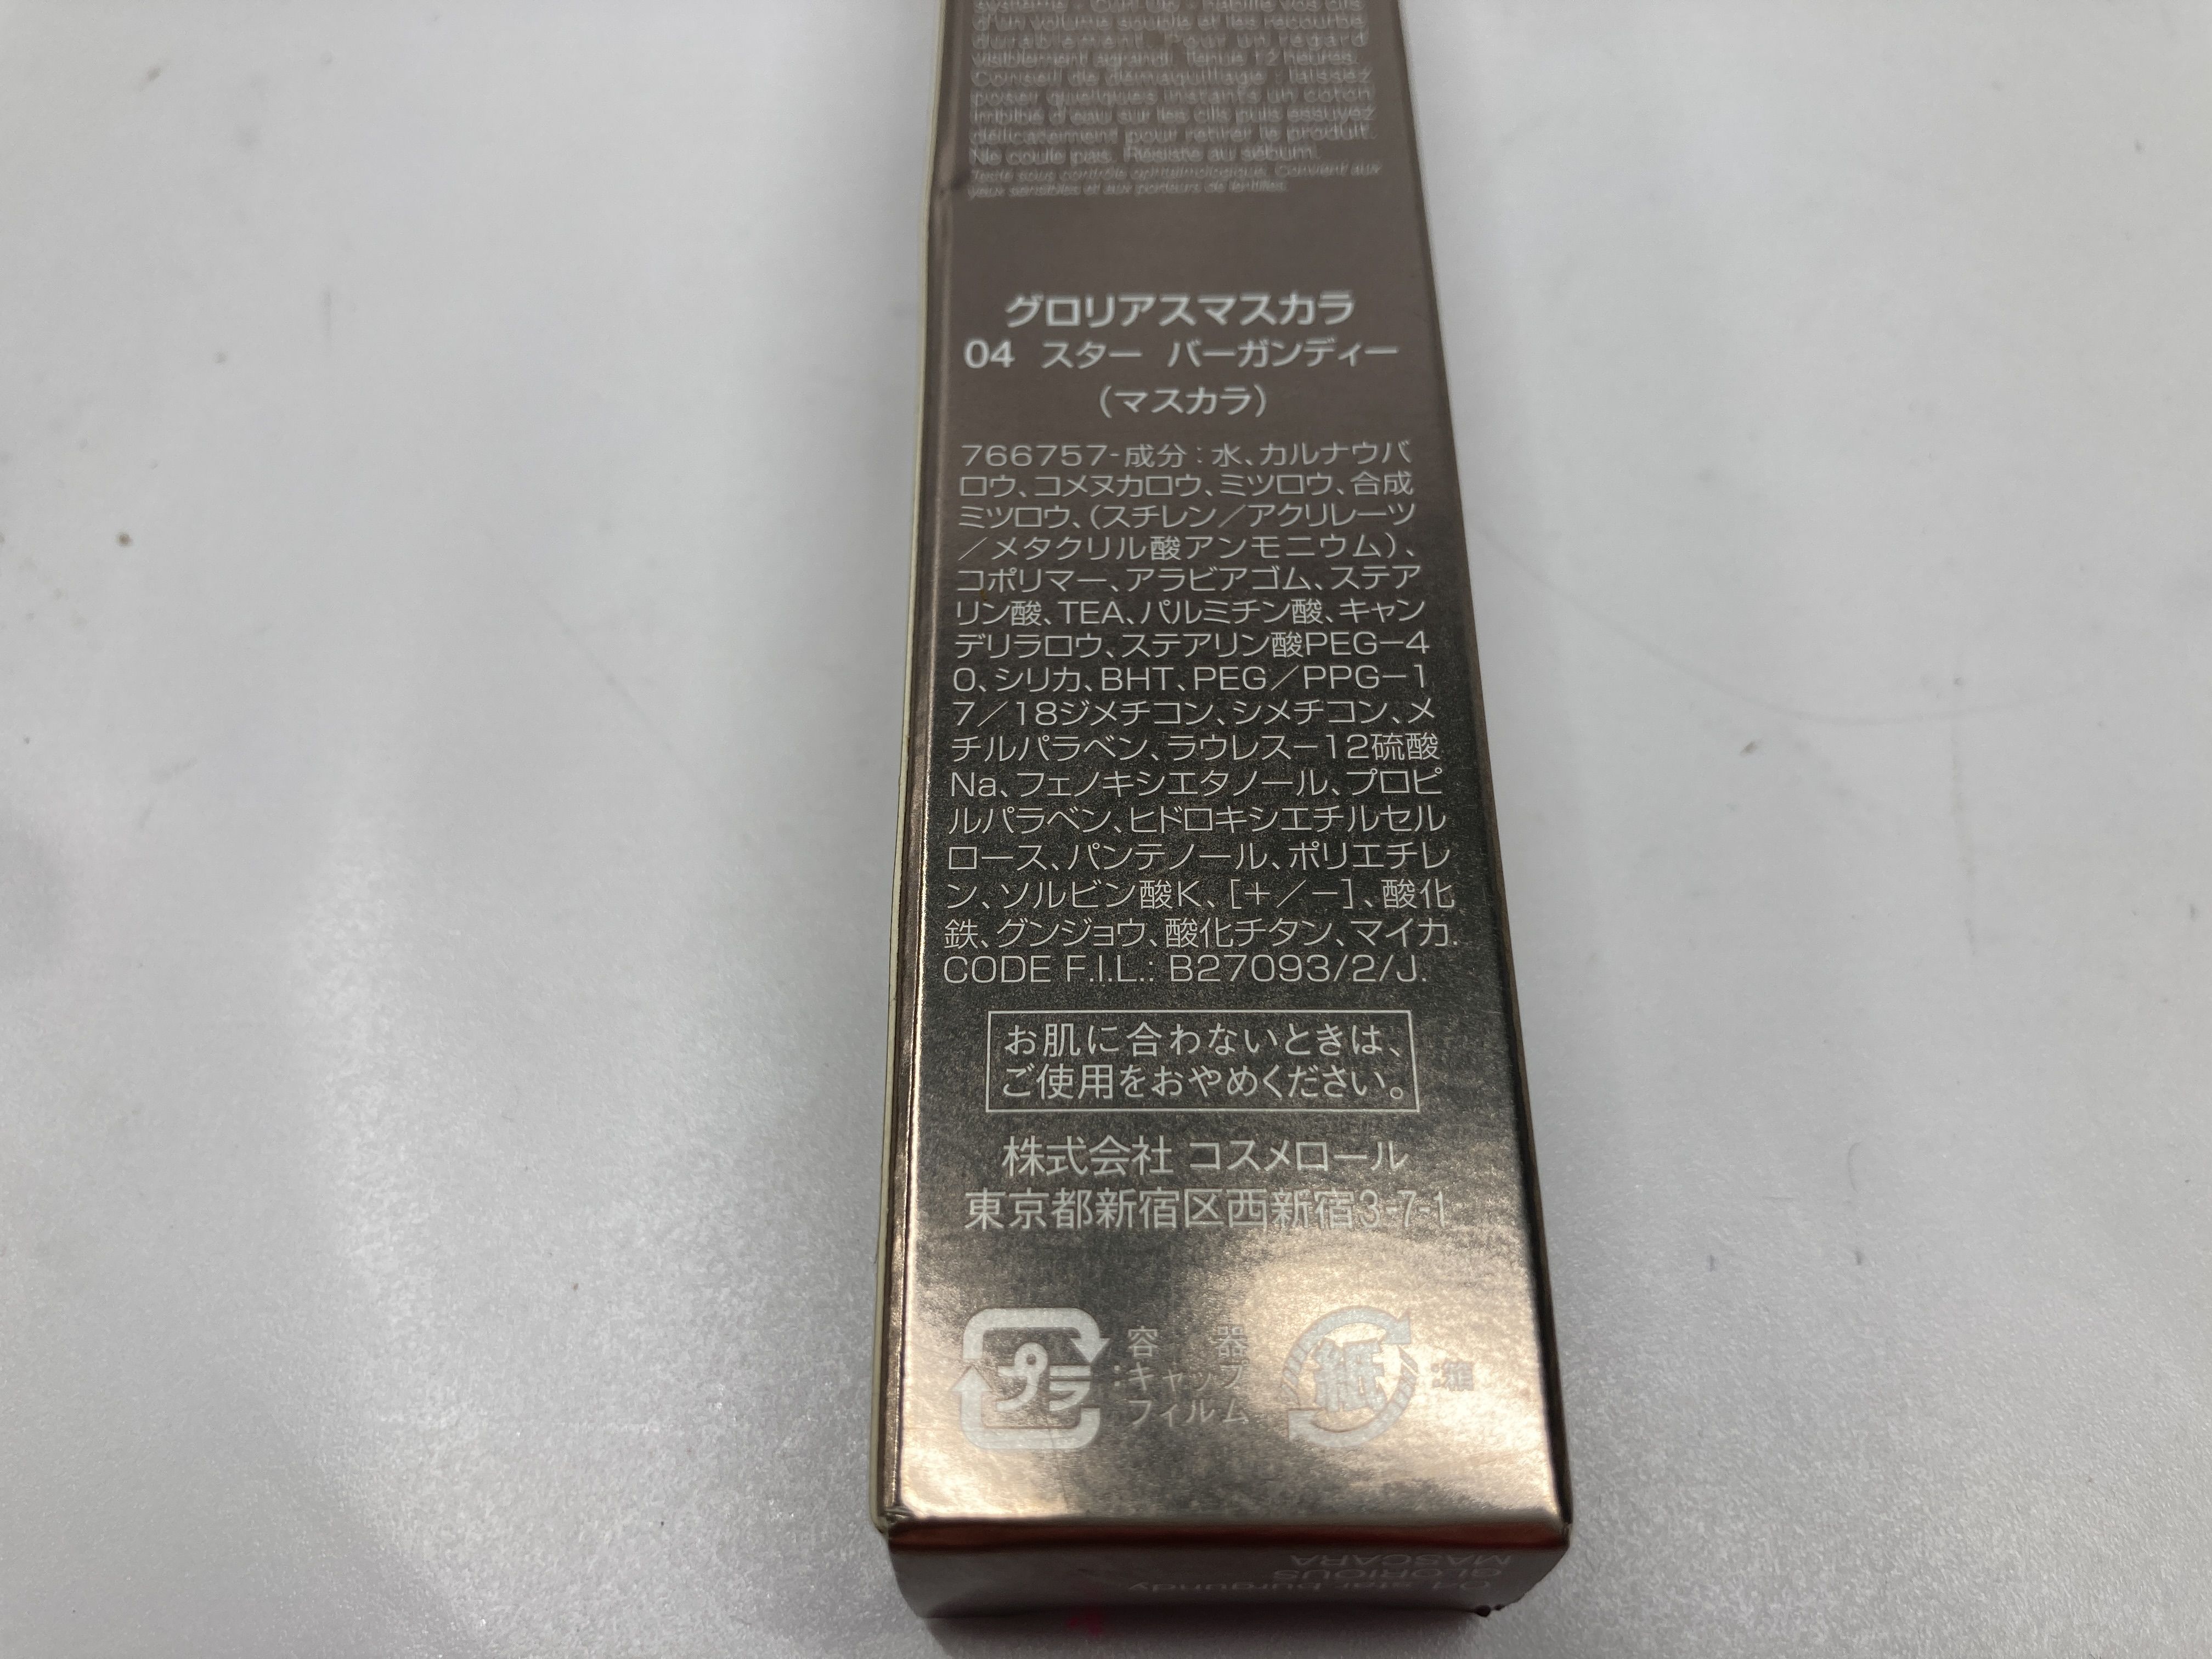 d'un volume souple et les recourbe
durablement. Pour un regard
visiblement agrandi. Tenue 12 heures.
Conseil de démaquillage : laissez
poser quelques instants un coton
imbibé d'eau sur les cils puis essuyez
délicatement pour retirer le produit.
Ne coule pas. Résiste au sébum.
Testé sous contrôle ophtalmologique. Convient aux
yeux sensibles et aux porteurs de lentilles.
グロリアスマスカラ
04 スター バーガンディー
(マスカラ)
766757-成分：水、カルナウバ
ロウ、コメヌカロウ、ミツロウ、合成
ミツロウ、(スチレン／アクリレーツ
／メタクリル酸アンモニウム)、
コポリマー、アラビアゴム、ステア
リン酸、TEA、パルミチン酸、キャン
デリラロウ、ステアリン酸PEG－4
0、シリカ、BHT、PEG／PPG－1
7／18ジメチコン、シメチコン、メ
チルパラベン、ラウレス－12硫酸
Na、フェノキシエタノール、プロピ
ルパラベン、ヒドロキシエチルセル
ロース、パンテノール、ポリエチレ
ン、ソルビン酸K、[＋／－]、酸化
鉄、グンジョウ、酸化チタン、マイカ.
CODE F.I.L.: B27093/2/J.
お肌に合わないときは、
ご使用をおやめください。
株式会社 コスメロール
東京都新宿区西新宿3-7-1
プラ
容 器
:キャップ
フィルム
紙
:箱
04 star burgundy
GLORIOUS
MASCARA